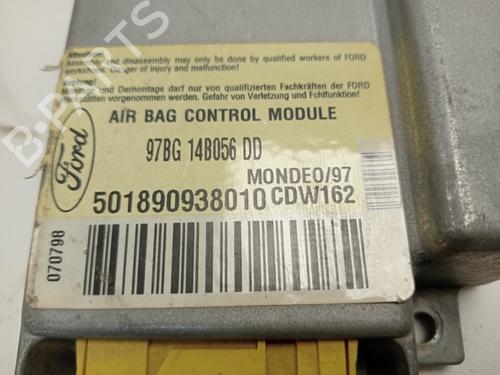 Attention!
Assembly and disassembly may only be done by qualified workers of FORD
workshops. Danger of injury and malfunction!
Achtung!
Montage und Demontage darf nur von qualifizierten Fachkräften der FORD
Werkstätten vorgenommen werden. Gefahr von Verletzung und Fehlfunktion!
Ford
AIR BAG CONTROL MODULE
97BG 14B056 DD
MONDEO/97
501890938010 CDW162
070798
B-PARTS